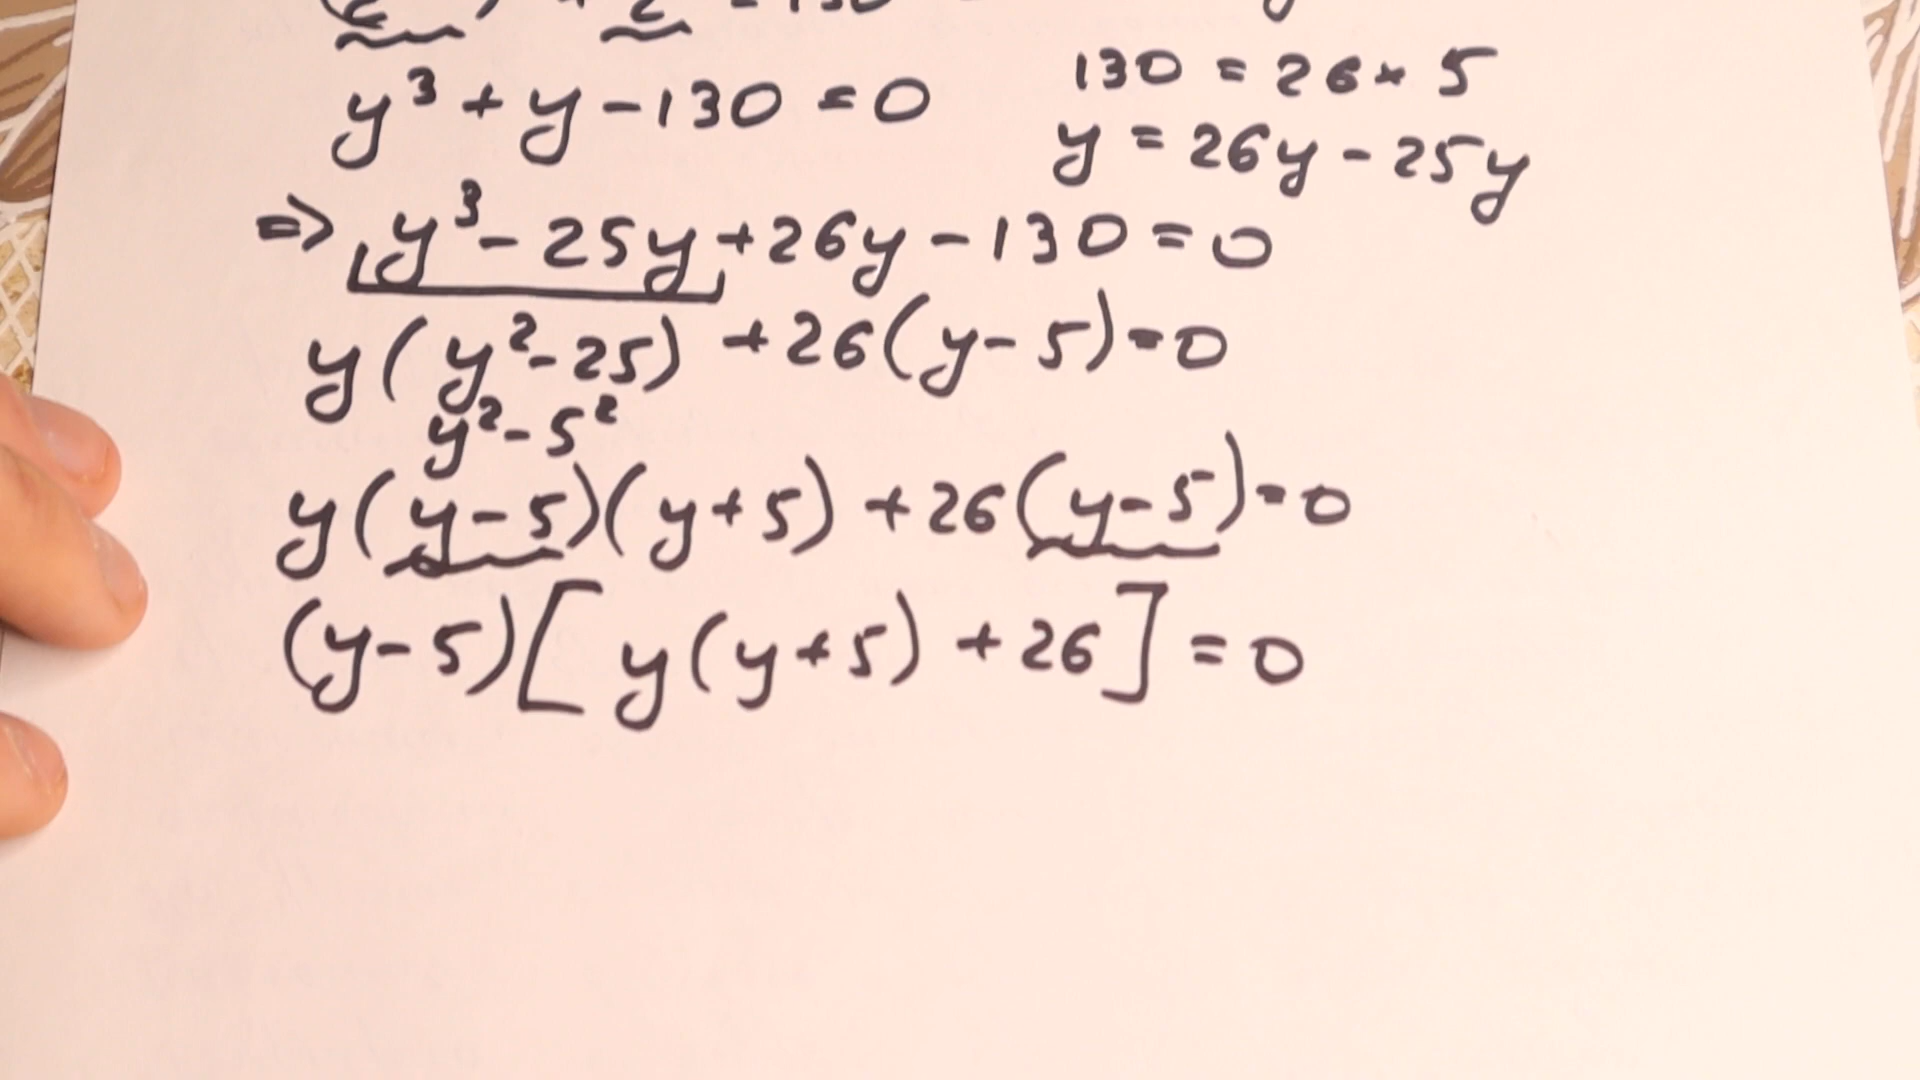 y³ + y - 130 = 0
130 = 26 × 5
y = 26y - 25y
⇒ y³ - 25y + 26y - 130 = 0
y(y² - 25) + 26(y - 5) = 0
y² - 5²
y(y - 5)(y + 5) + 26(y - 5) = 0
(y - 5)[y(y + 5) + 26] = 0